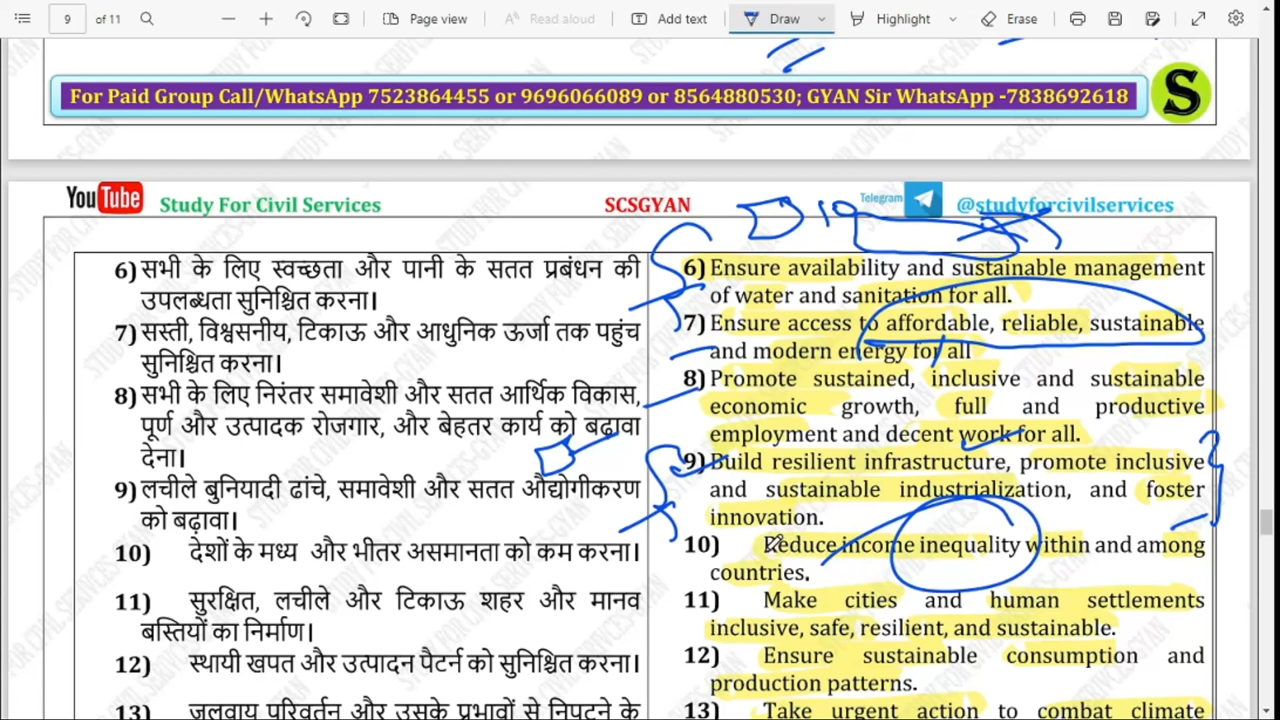 9 of 11
Page view
Read aloud
Add text
Draw
Highlight
Erase
For Paid Group Call/WhatsApp 7523864455 or 9696066089 or 8564880530; GYAN Sir WhatsApp -7838692618
S
YouTube Study For Civil Services
SCSGYAN
Telegram
@studyforcivilservices
6) सभी के लिए स्वच्छता और पानी के सतत प्रबंधन की
उपलब्धता सुनिश्चित करना।
7) सस्ती, विश्वसनीय, टिकाऊ और आधुनिक ऊर्जा तक पहुंच
सुनिश्चित करना।
8) सभी के लिए निरंतर समावेशी और सतत आर्थिक विकास,
पूर्ण और उत्पादक रोजगार, और बेहतर कार्य को बढ़ावा
देना।
9) लचीले बुनियादी ढांचे, समावेशी और सतत औद्योगीकरण
को बढ़ावा।
10) देशों के मध्य और भीतर असमानता को कम करना।
11) सुरक्षित, लचीले और टिकाऊ शहर और मानव
बस्तियों का निर्माण।
12) स्थायी खपत और उत्पादन पैटर्न को सुनिश्चित करना।
13) जलवायु परिवर्तन और उसके प्रभावों से निपटने के
6) Ensure availability and sustainable management
of water and sanitation for all.
7) Ensure access to affordable, reliable, sustainable
and modern energy for all
8) Promote sustained, inclusive and sustainable
economic growth, full and productive
employment and decent work for all.
9) Build resilient infrastructure, promote inclusive
and sustainable industrialization, and foster
innovation.
10) Reduce income inequality within and among
countries.
11) Make cities and human settlements
inclusive, safe, resilient, and sustainable.
12) Ensure sustainable consumption and
production patterns.
13) Take urgent action to combat climate